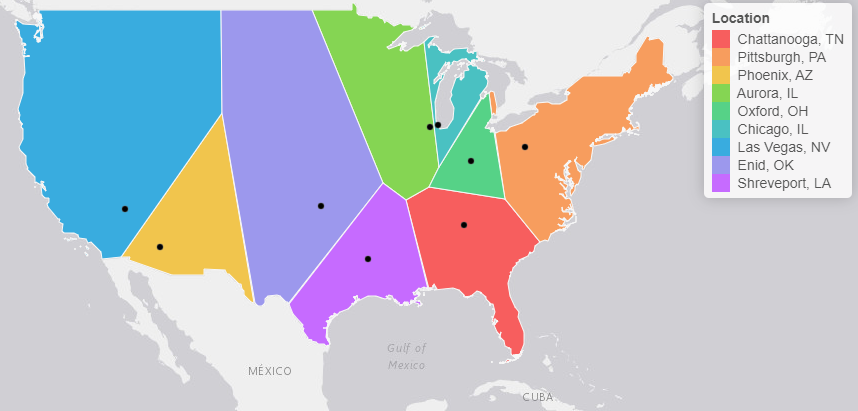 Location
Chattanooga, TN
Pittsburgh, PA
Phoenix, AZ
Aurora, IL
Oxford, OH
Chicago, IL
Las Vegas, NV
Enid, OK
Shreveport, LA
Gulf of
Mexico
MÉXICO
CUBA